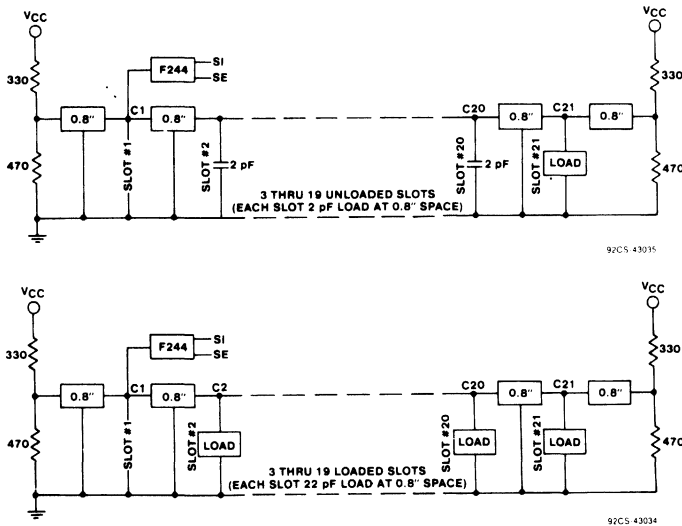 VCC VCC
330 F244 SI 330
SE
C1 C20 C21
0.8" 0.8" 0.8" 0.8"
470 SLOT #1 SLOT #2 2 pF SLOT #20 2 pF SLOT #21 LOAD 470
3 THRU 19 UNLOADED SLOTS
(EACH SLOT 2 pF LOAD AT 0.8" SPACE)
92CS-43035
VCC VCC
330 F244 SI 330
SE
C1 C2 C20 C21
0.8" 0.8" 0.8" 0.8"
470 SLOT #1 SLOT #2 LOAD SLOT #20 LOAD SLOT #21 LOAD 470
3 THRU 19 LOADED SLOTS
(EACH SLOT 22 pF LOAD AT 0.8" SPACE)
92CS-43034